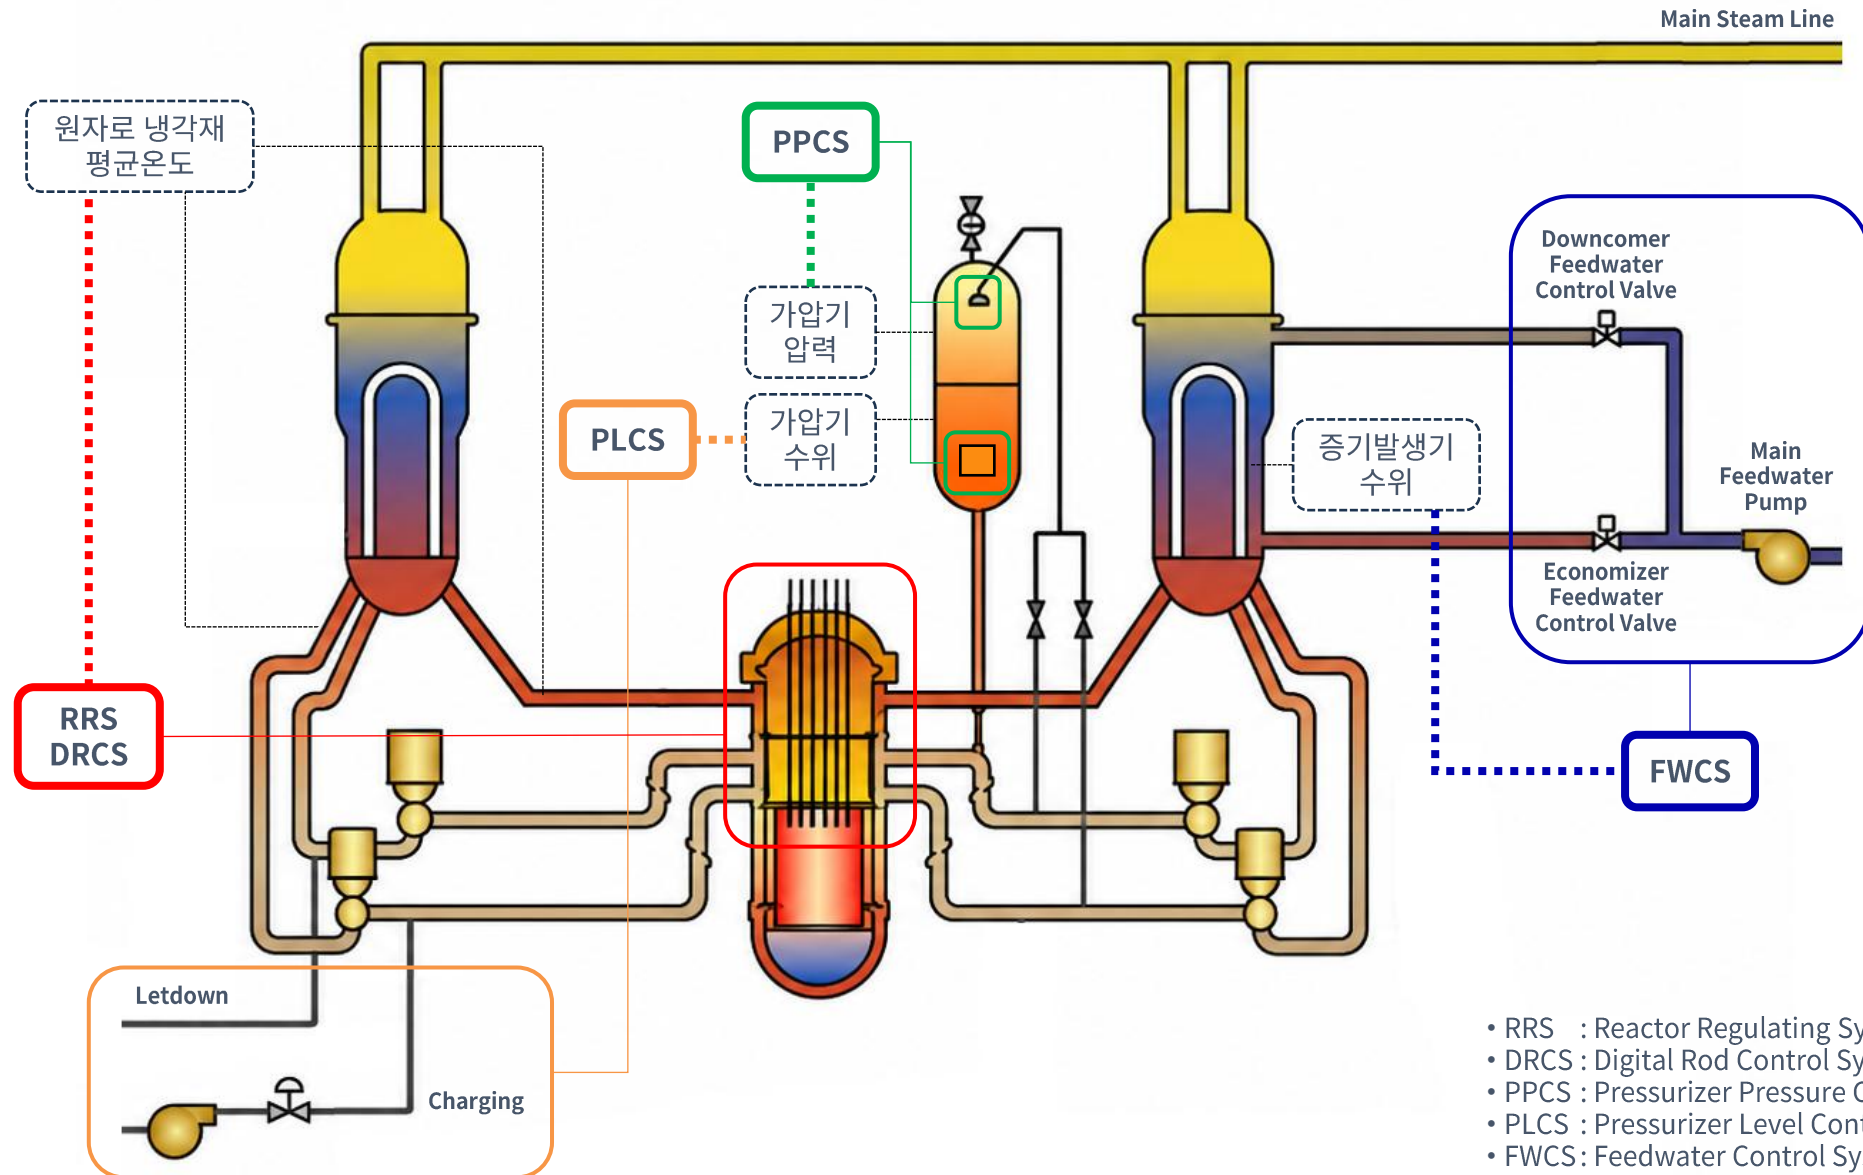 Main Steam Line
원자로 냉각재
평균온도
PPCS
가압기
압력
PLCS
가압기
수위
Downcomer
Feedwater
Control Valve
증기발생기
수위
Main
Feedwater
Pump
Economizer
Feedwater
Control Valve
RRS
DRCS
FWCS
Letdown
Charging
• RRS : Reactor Regulating Sy
• DRCS : Digital Rod Control Sy
• PPCS : Pressurizer Pressure C
• PLCS : Pressurizer Level Cont
• FWCS : Feedwater Control Sy